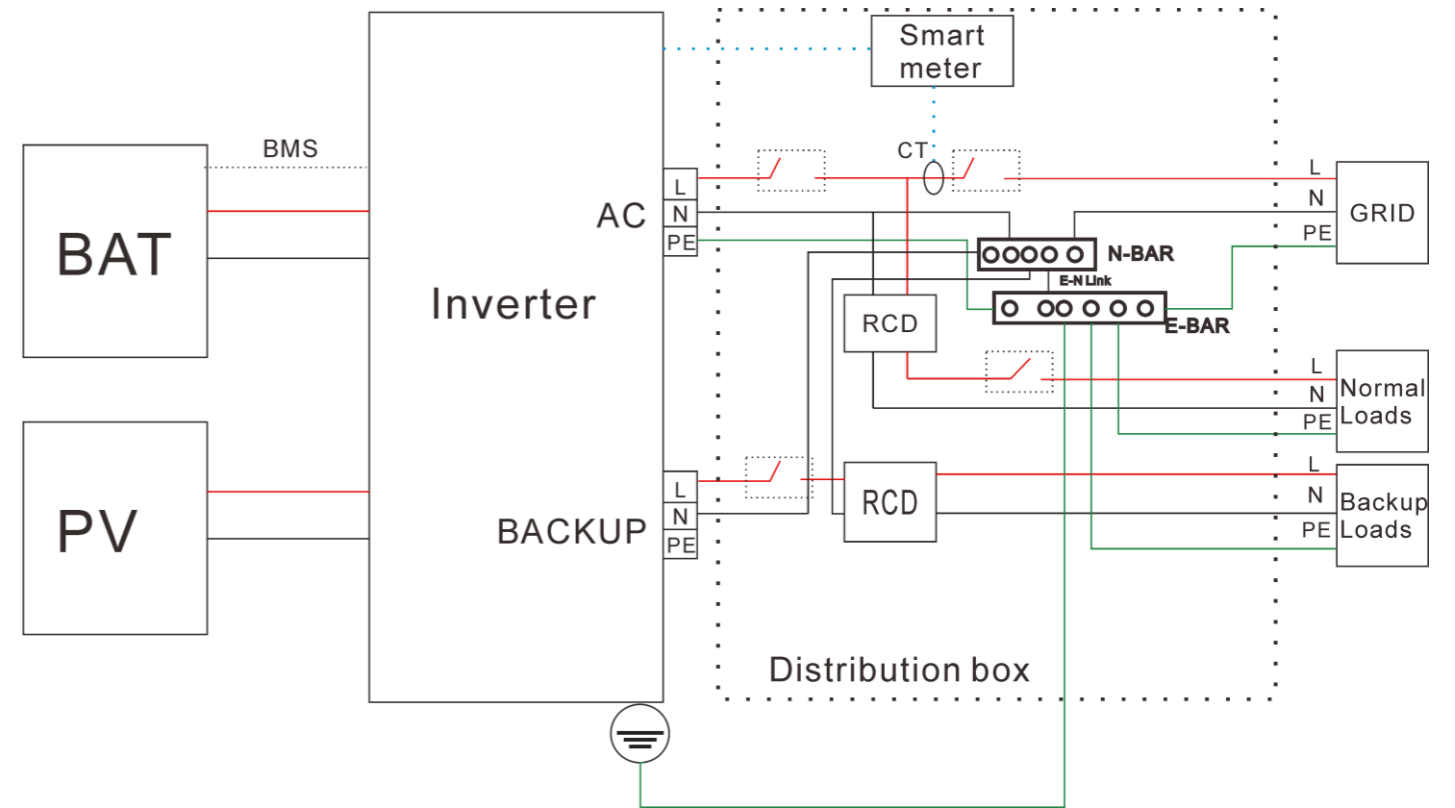 Smart
meter
BMS
CT
L
L
N
PE
AC
L
N
PE
GRID
BAT
N-BAR
E-N Link
Inverter
E-BAR
RCD
L
N
PE
Normal
Loads
PV
L
N
PE
BACKUP
RCD
L
N
PE
Backup
Loads
Distribution box